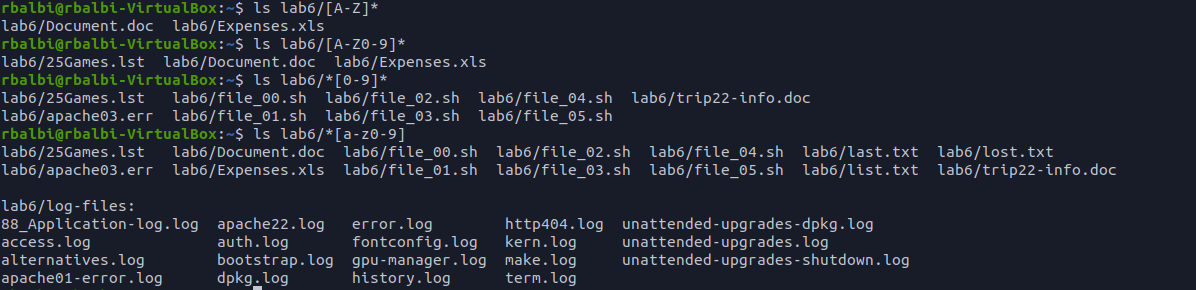 rbalbi@rbalbi-VirtualBox:~$ ls lab6/[A-Z]*
lab6/Document.doc  lab6/Expenses.xls
rbalbi@rbalbi-VirtualBox:~$ ls lab6/[A-Z0-9]*
lab6/25Games.lst  lab6/Document.doc  lab6/Expenses.xls
rbalbi@rbalbi-VirtualBox:~$ ls lab6/*[0-9]*
lab6/25Games.lst   lab6/file_00.sh  lab6/file_02.sh  lab6/file_04.sh  lab6/trip22-info.doc
lab6/apache03.err  lab6/file_01.sh  lab6/file_03.sh  lab6/file_05.sh
rbalbi@rbalbi-VirtualBox:~$ ls lab6/*[a-z0-9]
lab6/25Games.lst   lab6/Document.doc  lab6/file_00.sh  lab6/file_02.sh  lab6/file_04.sh  lab6/last.txt  lab6/lost.txt
lab6/apache03.err  lab6/Expenses.xls  lab6/file_01.sh  lab6/file_03.sh  lab6/file_05.sh  lab6/list.txt  lab6/trip22-info.doc
lab6/log-files:
88_Application-log.log  apache22.log   error.log        http404.log  unattended-upgrades-dpkg.log
access.log              auth.log       fontconfig.log   kern.log     unattended-upgrades.log
alternatives.log        bootstrap.log  gpu-manager.log  make.log     unattended-upgrades-shutdown.log
apache01-error.log      dpkg.log       history.log      term.log